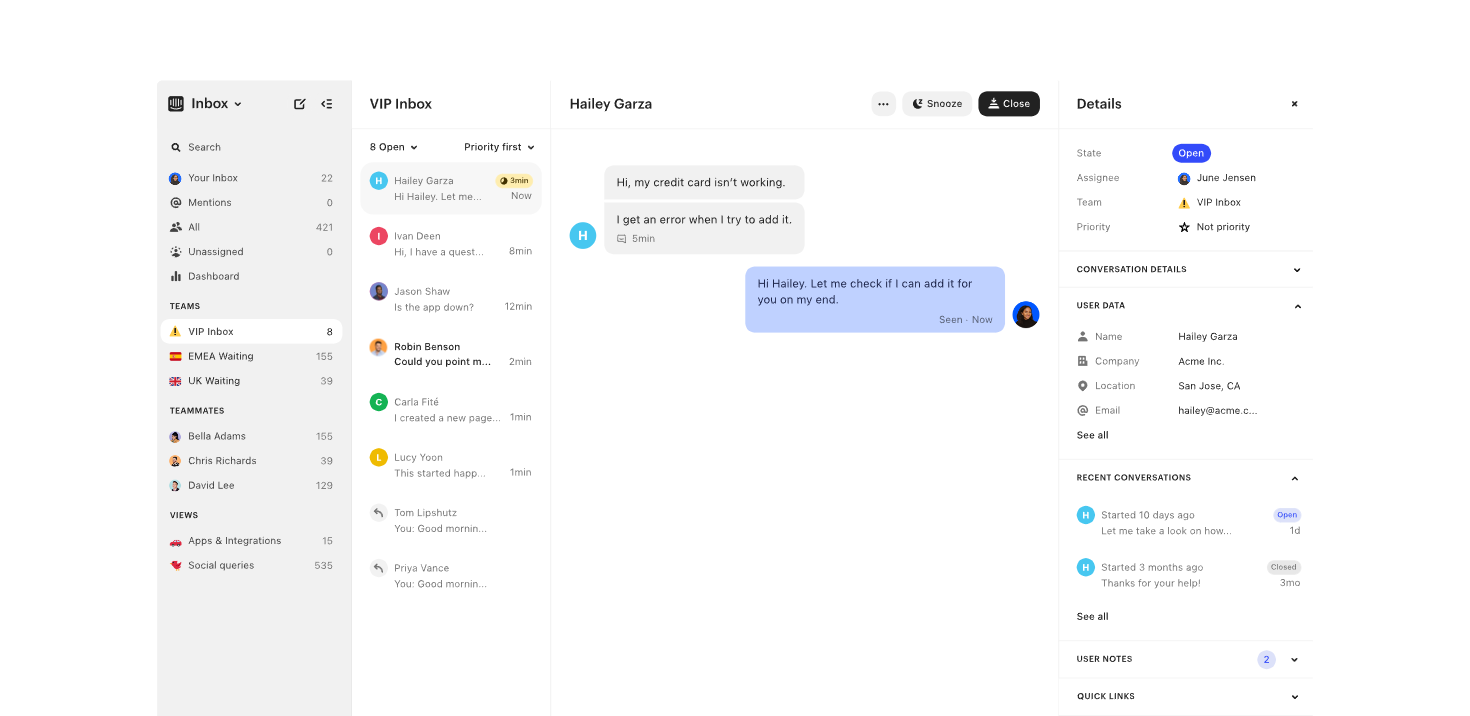 Inbox
Search
Your Inbox 22
Mentions 0
All 421
Unassigned 0
Dashboard
TEAMS
VIP Inbox 8
EMEA Waiting 155
UK Waiting 39
TEAMMATES
Bella Adams 155
Chris Richards 39
David Lee 129
VIEWS
Apps & Integrations 15
Social queries 535
VIP Inbox
8 Open Priority first
H Hailey Garza 3min
Hi Hailey. Let me... Now
I Ivan Deen
Hi, I have a quest... 8min
Jason Shaw
Is the app down? 12min
Robin Benson
Could you point m... 2min
C Carla Fité
I created a new page... 1min
L Lucy Yoon
This started happ... 1min
Tom Lipshutz
You: Good mornin...
Priya Vance
You: Good mornin...
Hailey Garza
Snooze
Close
Hi, my credit card isn’t working.
I get an error when I try to add it.
H 5min
Hi Hailey. Let me check if I can add it for
you on my end.
Seen · Now
Details
State Open
Assignee June Jensen
Team VIP Inbox
Priority Not priority
CONVERSATION DETAILS
USER DATA
Name Hailey Garza
Company Acme Inc.
Location San Jose, CA
Email hailey@acme.c...
See all
RECENT CONVERSATIONS
H Started 10 days ago Open
Let me take a look on how... 1d
H Started 3 months ago Closed
Thanks for your help! 3mo
See all
USER NOTES 2
QUICK LINKS